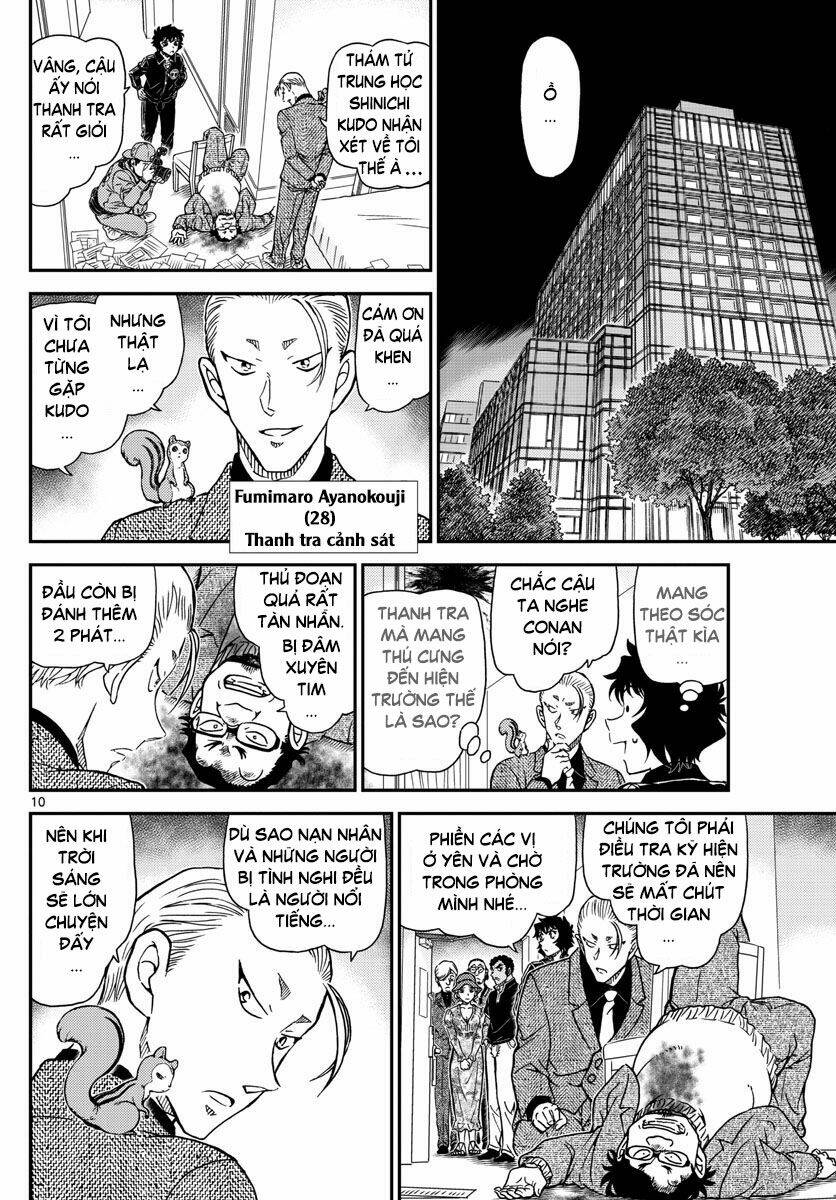 Ồ
...
THÁM TỬ
TRUNG HỌC
SHINICHI
KUDO NHẬN
XÉT VỀ TÔI
THẾ À ...
VÂNG, CẬU
ẤY NÓI
THANH TRA
RẤT GIỎI
...
CẢM ƠN
ĐÃ QUÁ
KHEN
...
NHƯNG
THẬT
LẠ
...
VÌ TÔI
CHƯA
TỪNG
GẶP
KUDO
...
Fumimaro Ayanokouji
(28)
Thanh tra cảnh sát
MANG
THEO SÓC
THẬT KÌA
...
CHẮC CẬU
TA NGHE
CONAN
NÓI?
THANH TRA
MÀ MANG
THÚ CƯNG
ĐẾN HIỆN
TRƯỜNG THẾ
LÀ SAO?
THỦ ĐOẠN
QUẢ RẤT
TÀN NHẪN.
BỊ ĐÂM
XUYÊN
TIM
...
ĐẦU CÒN BỊ
ĐÁNH THÊM
2 PHÁT...
10
CHÚNG TÔI PHẢI
ĐIỀU TRA KỸ HIỆN
TRƯỜNG ĐÃ NÊN
SẼ MẤT CHÚT
THỜI GIAN
...
PHIỀN CÁC VỊ
Ở YÊN VÀ CHỜ
TRONG PHÒNG
MÌNH NHÉ...
DÙ SAO NẠN NHÂN
VÀ NHỮNG NGƯỜI
BỊ TÌNH NGHI ĐỀU
LÀ NGƯỜI NỔI
TIẾNG...
NÊN KHI
TRỜI
SÁNG
SẼ LỚN
CHUYỆN
ĐẤY
...